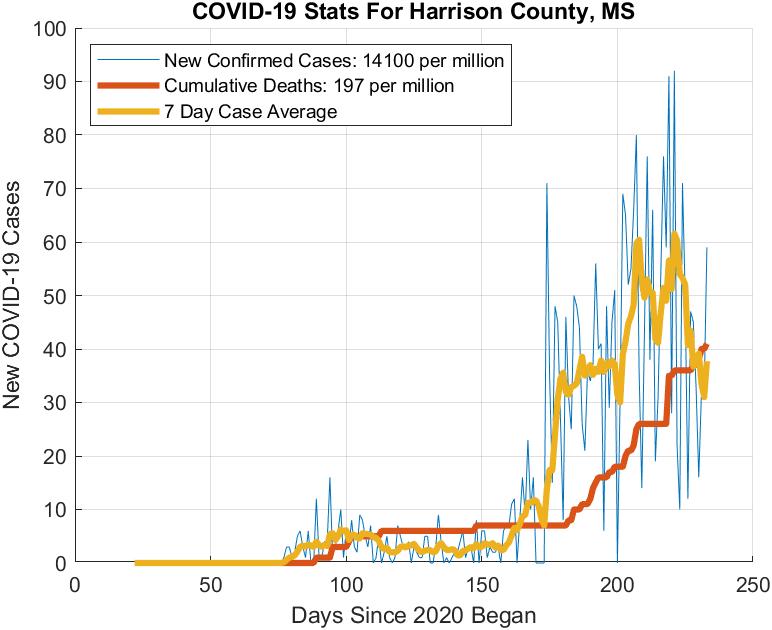 COVID-19 Stats For Harrison County, MS
100
90
80
70
60
50
40
30
20
10
0
New COVID-19 Cases
New Confirmed Cases: 14100 per million
Cumulative Deaths: 197 per million
7 Day Case Average
0 50 100 150 200 250
Days Since 2020 Began